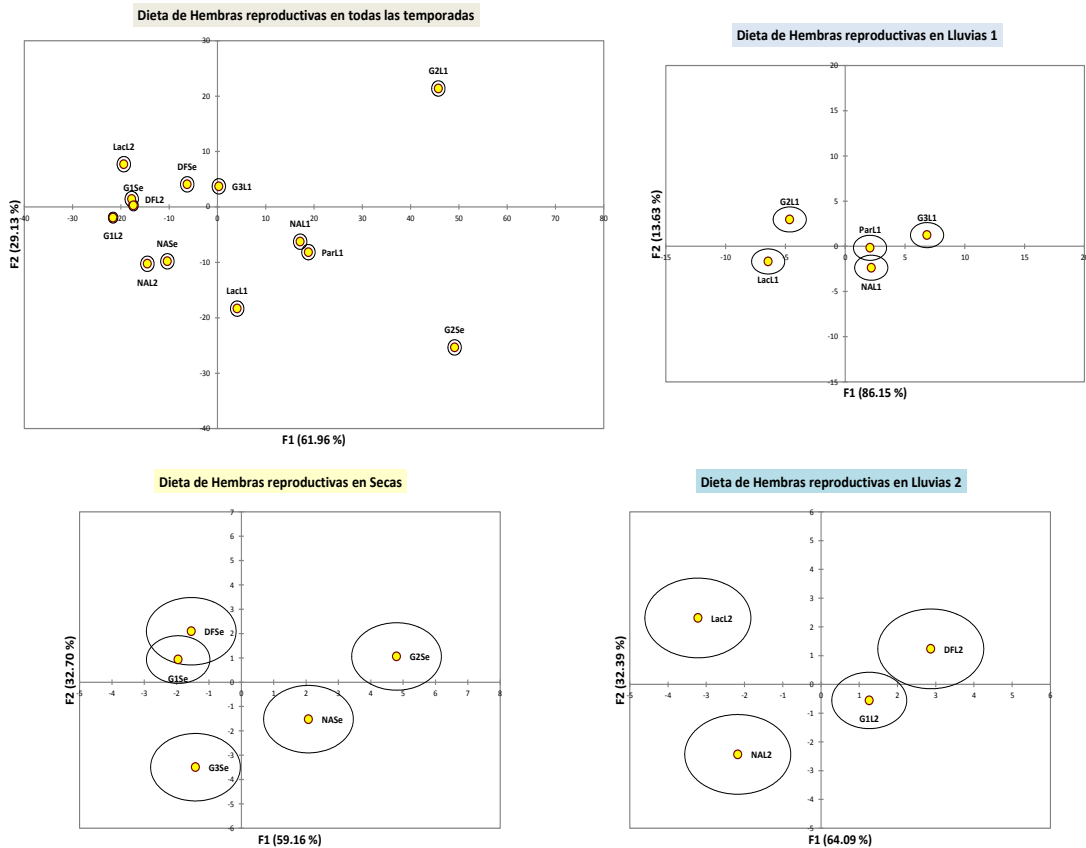 Dieta de Hembras reproductivas en todas las temporadas
30
20
10
0
-10
-20
-30
-40
-40 -30 -20 -10 0 10 20 30 40 50 60 70 80
G2L1
LacL2
DFSe
G3L1
G1Se
DFL2
G1L2
NASe
NAL2
NAL1
ParL1
LacL1
G2Se
F2 (29.13 %)
F1 (61.96 %)
Dieta de Hembras reproductivas en Lluvias 1
20
15
10
5
0
-5
-10
-15
-15 -10 -5 0 5 10 15 20
G2L1
ParL1
G3L1
LacL1
NAL1
F2 (13.63 %)
F1 (86.15 %)
Dieta de Hembras reproductivas en Secas
7
6
5
4
3
2
1
0
-1
-2
-3
-4
-5
-6
-5 -4 -3 -2 -1 0 2 4 6 8
DFSe
G1Se
G2Se
NASe
G3Se
F2 (32.70 %)
F1 (59.16 %)
Dieta de Hembras reproductivas en Lluvias 2
6
5
4
3
2
1
0
-1
-2
-3
-4
-5
-5 -4 -3 -2 -1 0 1 2 3 4 5 6
LacL2
DFL2
G1L2
NAL2
F2 (32.39 %)
F1 (64.09 %)